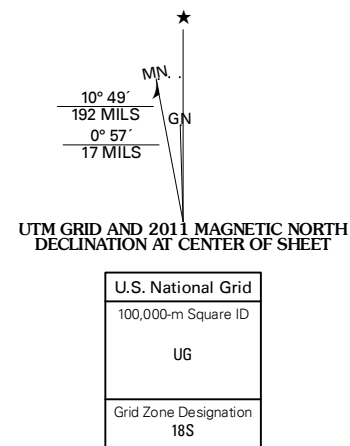 ★
MN
10° 49´
192 MILS
GN
0° 57´
17 MILS
UTM GRID AND 2011 MAGNETIC NORTH
DECLINATION AT CENTER OF SHEET
U.S. National Grid
100,000-m Square ID
UG
Grid Zone Designation
18S